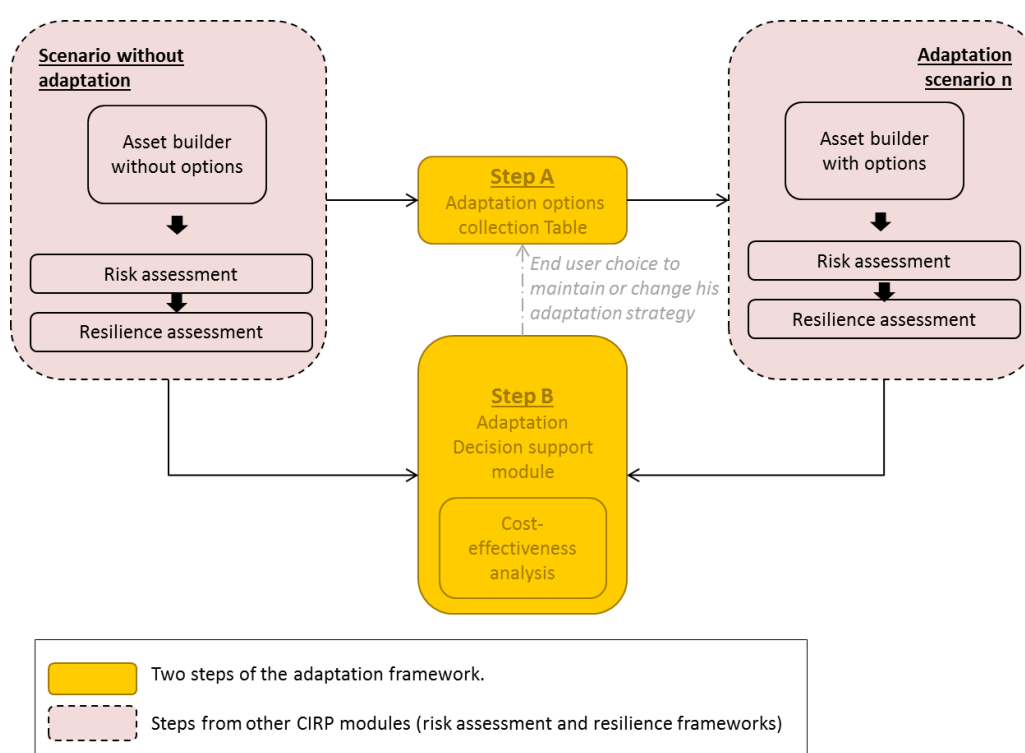 Scenario without
adaptation
Asset builder
without options
Risk assessment
Resilience assessment
Step A
Adaptation options
collection Table
End user choice to
maintain or change his
adaptation strategy
Step B
Adaptation
Decision support
module
Cost-
effectiveness
analysis
Adaptation
scenario n
Asset builder
with options
Risk assessment
Resilience assessment
Two steps of the adaptation framework.
Steps from other CIRP modules (risk assessment and resilience frameworks)